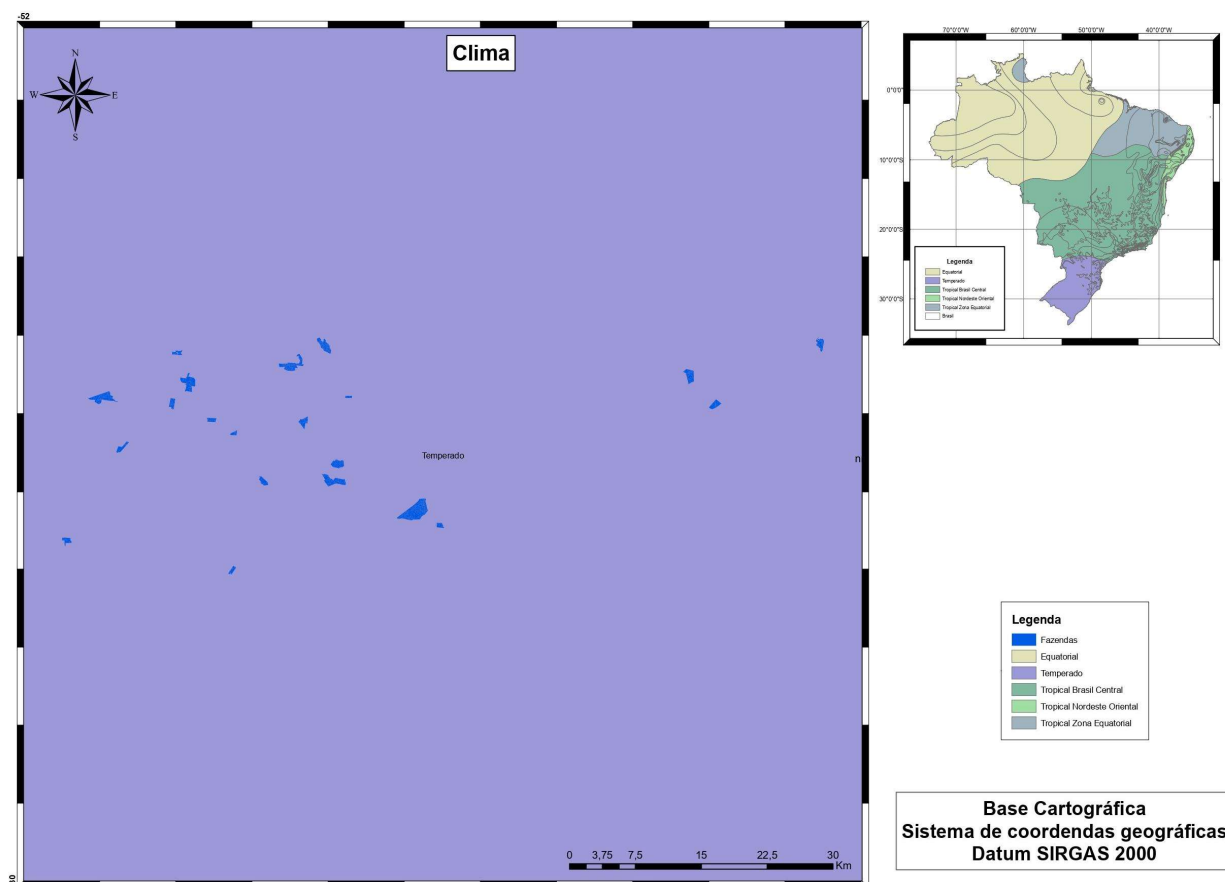 -52
Clima
N
W
E
S
Temperado
n
0
3,75
7,5
15
22,5
30
Km
70°0'0"W
60°0'0"W
50°0'0"W
40°0'0"W
10°0'0"S
20°0'0"S
30°0'0"S
Legenda
Equatorial
Temperado
Tropical Brasil Central
Tropical Nordeste Oriental
Tropical Zona Equatorial
Brasil
Legenda
Fazendas
Equatorial
Temperado
Tropical Brasil Central
Tropical Nordeste Oriental
Tropical Zona Equatorial
Base Cartográfica
Sistema de coordendas geográficas
Datum SIRGAS 2000